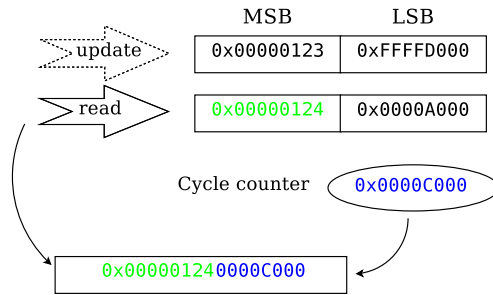 MSB LSB
update 0x00000123 0xFFFFD000
read 0x00000124 0x0000A000
Cycle counter 0x0000C000
0x000001240000C000